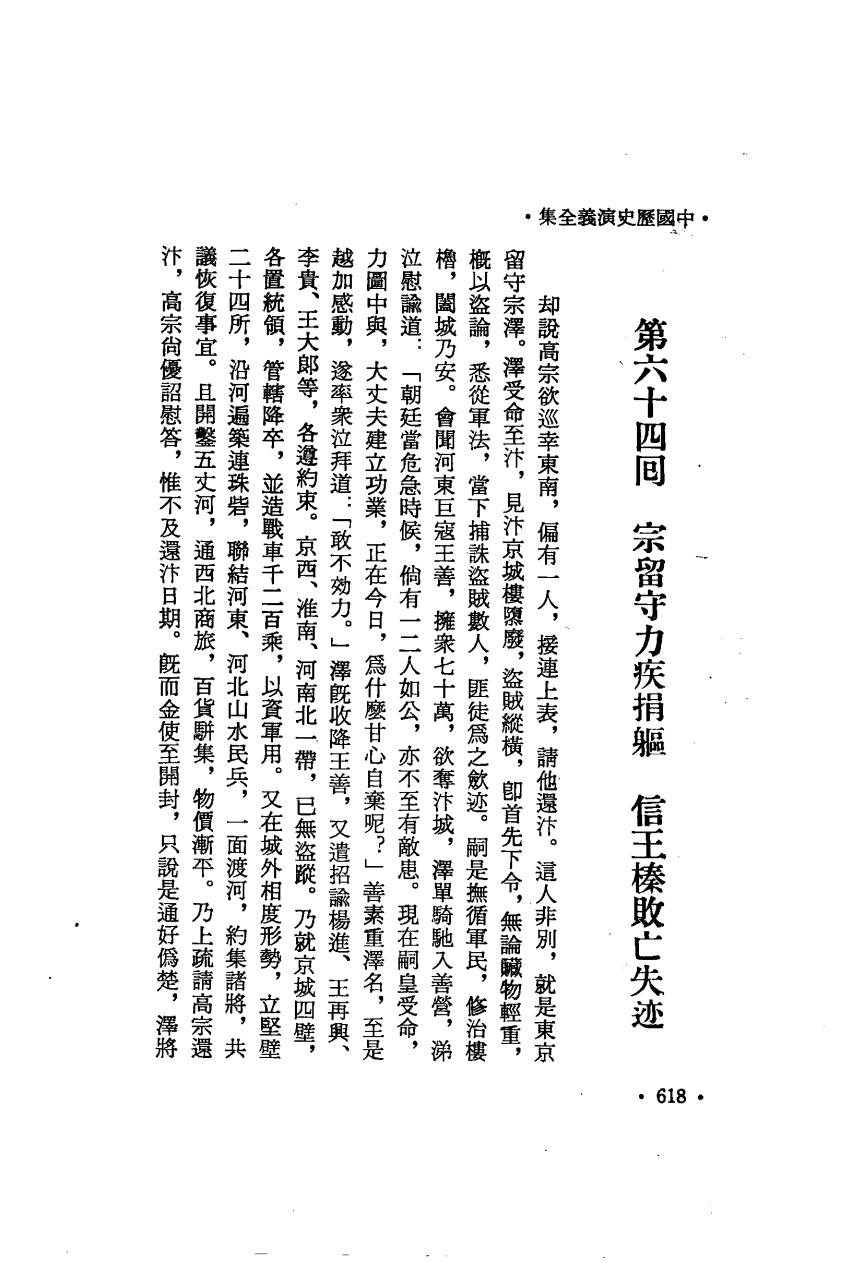 •中國歷史演義全集•
第六十四囘　宗留守力疾捐軀　信王榛敗亡失迹
却說高宗欲巡幸東南，偏有一人，接連上表，請他還汴。這人非別，就是東京
留守宗澤。澤受命至汴，見汴京城樓隳廢，盜賊縱橫，卽首先下令，無論贓物輕重，
概以盜論，悉從軍法，當下捕誅盜賊數人，匪徒爲之歛迹。嗣是撫循軍民，修治樓
櫓，闔城乃安。會聞河東巨寇王善，擁衆七十萬，欲奪汴城，澤單騎馳入善營，涕
泣慰諭道：「朝廷當危急時候，倘有一二人如公，亦不至有敵患。現在嗣皇受命，
力圖中興，大丈夫建立功業，正在今日，爲什麽甘心自棄呢？」善素重澤名，至是
越加感動，遂率衆泣拜道：「敢不効力。」澤旣收降王善，又遣招諭楊進、王再興、
李貴、王大郞等，各遵約束。京西、淮南、河南北一帶，已無盜蹤。乃就京城四壁，
各置統領，管轄降卒，並造戰車千二百乘，以資軍用。又在城外相度形勢，立堅壁
二十四所，沿河遍築連珠砦，聯結河東、河北山水民兵，一面渡河，約集諸將，共
議恢復事宜。且開鑿五丈河，通西北商旅，百貨駢集，物價漸平。乃上疏請高宗還
汴，高宗尙優詔慰答，惟不及還汴日期。旣而金使至開封，只說是通好僞楚，澤將
• 618 •